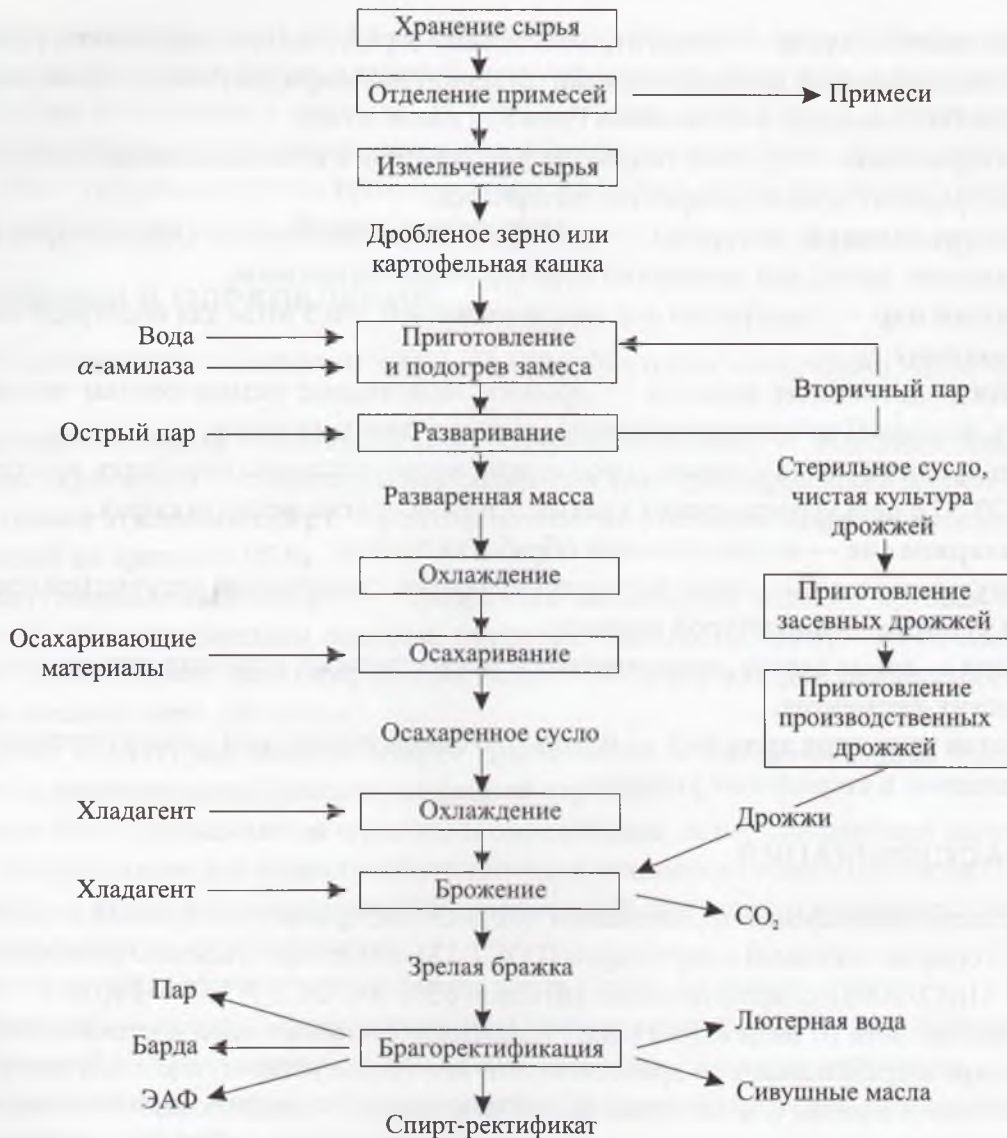 Хранение сырья
Отделение примесей
Примеси
Измельчение сырья
Дробленое зерно или
картофельная кашка
Вода
α-амилаза
Приготовление
и подогрев замеса
Вторичный пар
Острый пар
Разваривание
Разваренная масса
Стерильное сусло,
чистая культура
дрожжей
Охлаждение
Приготовление
засевных дрожжей
Осахаривающие
материалы
Осахаривание
Приготовление
производственных
дрожжей
Осахаренное сусло
Хладагент
Охлаждение
Дрожжи
Хладагент
Брожение
CO₂
Зрелая бражка
Пар
Лютерная вода
Барда
Брагоректификация
ЭАФ
Сивушные масла
Спирт-ректификат